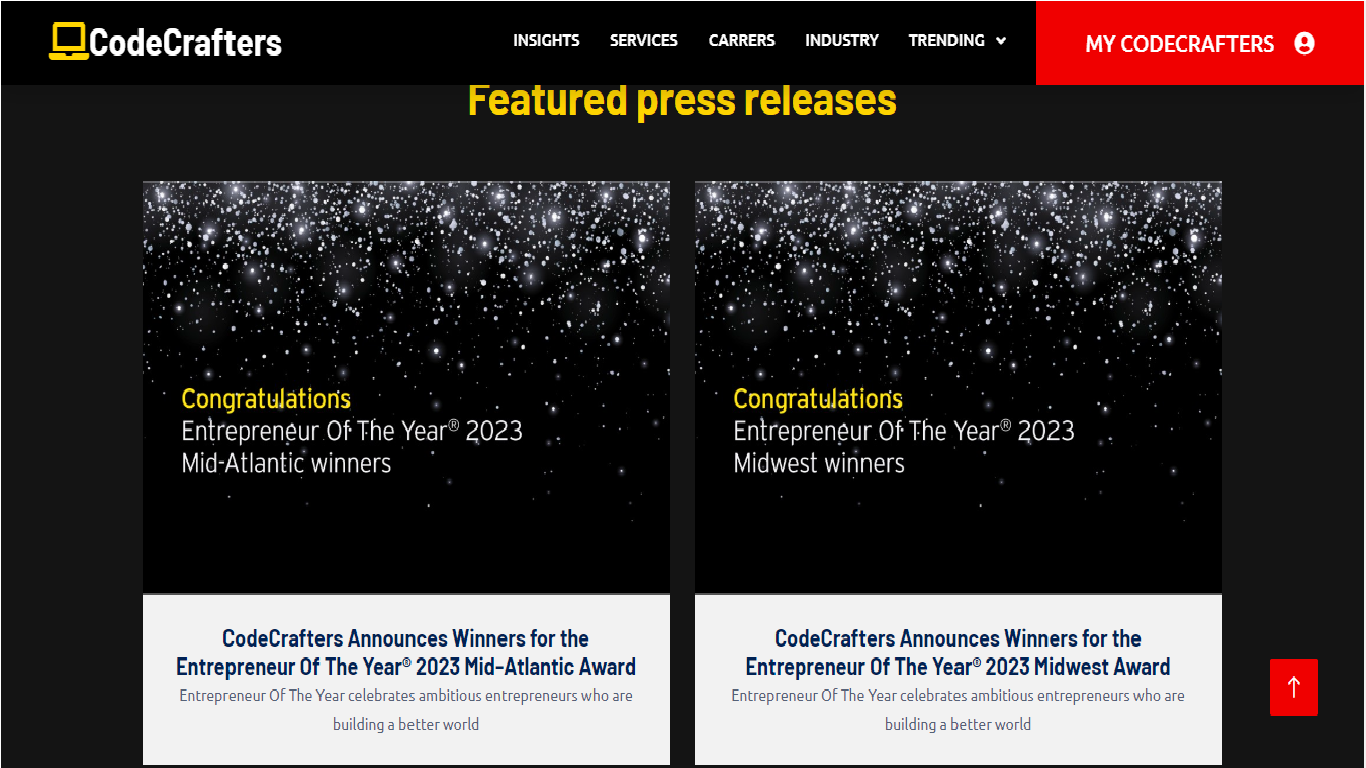 CodeCrafters
INSIGHTS SERVICES CARRERS INDUSTRY TRENDING
MY CODECRAFTERS
Featured press releases
Congratulations
Entrepreneur Of The Year® 2023
Mid-Atlantic winners
Congratulations
Entrepreneur Of The Year® 2023
Midwest winners
CodeCrafters Announces Winners for the
Entrepreneur Of The Year® 2023 Mid-Atlantic Award
Entrepreneur Of The Year celebrates ambitious entrepreneurs who are
building a better world
CodeCrafters Announces Winners for the
Entrepreneur Of The Year® 2023 Midwest Award
Entrepreneur Of The Year celebrates ambitious entrepreneurs who are
building a better world